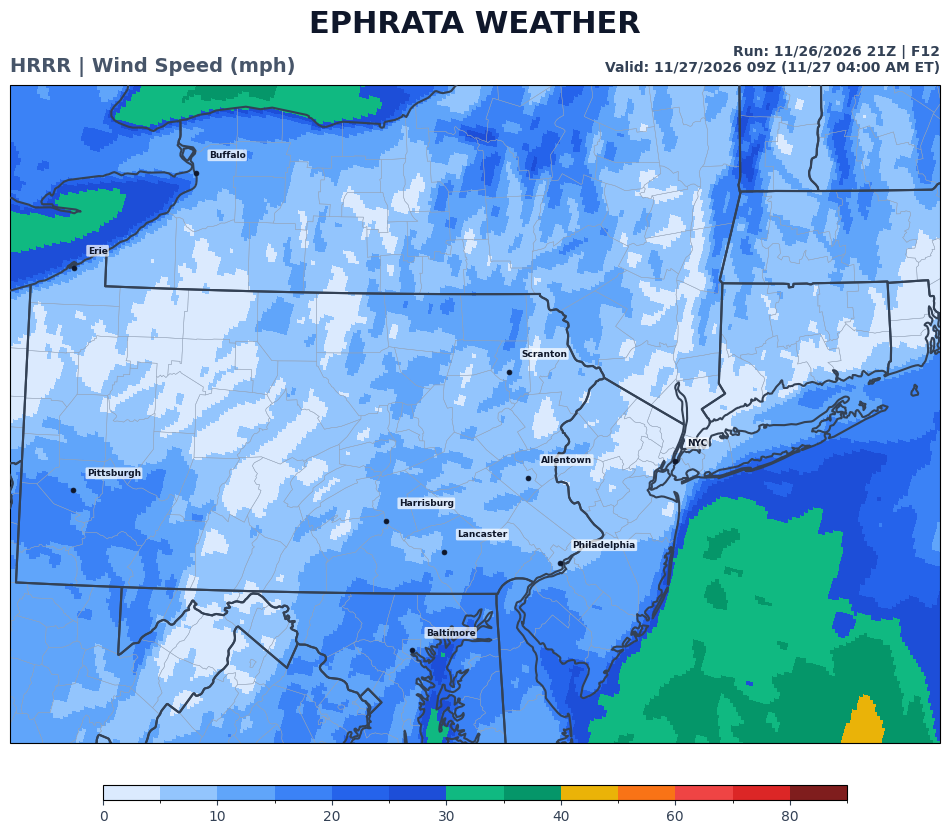 EPHRATA WEATHER
HRRR | Wind Speed (mph)
Run: 11/26/2026 21Z | F12
Valid: 11/27/2026 09Z (11/27 04:00 AM ET)
Buffalo
Erie
Scranton
NYC
Allentown
Pittsburgh
Harrisburg
Lancaster
Philadelphia
Baltimore
0 10 20 30 40 50 60 70 80